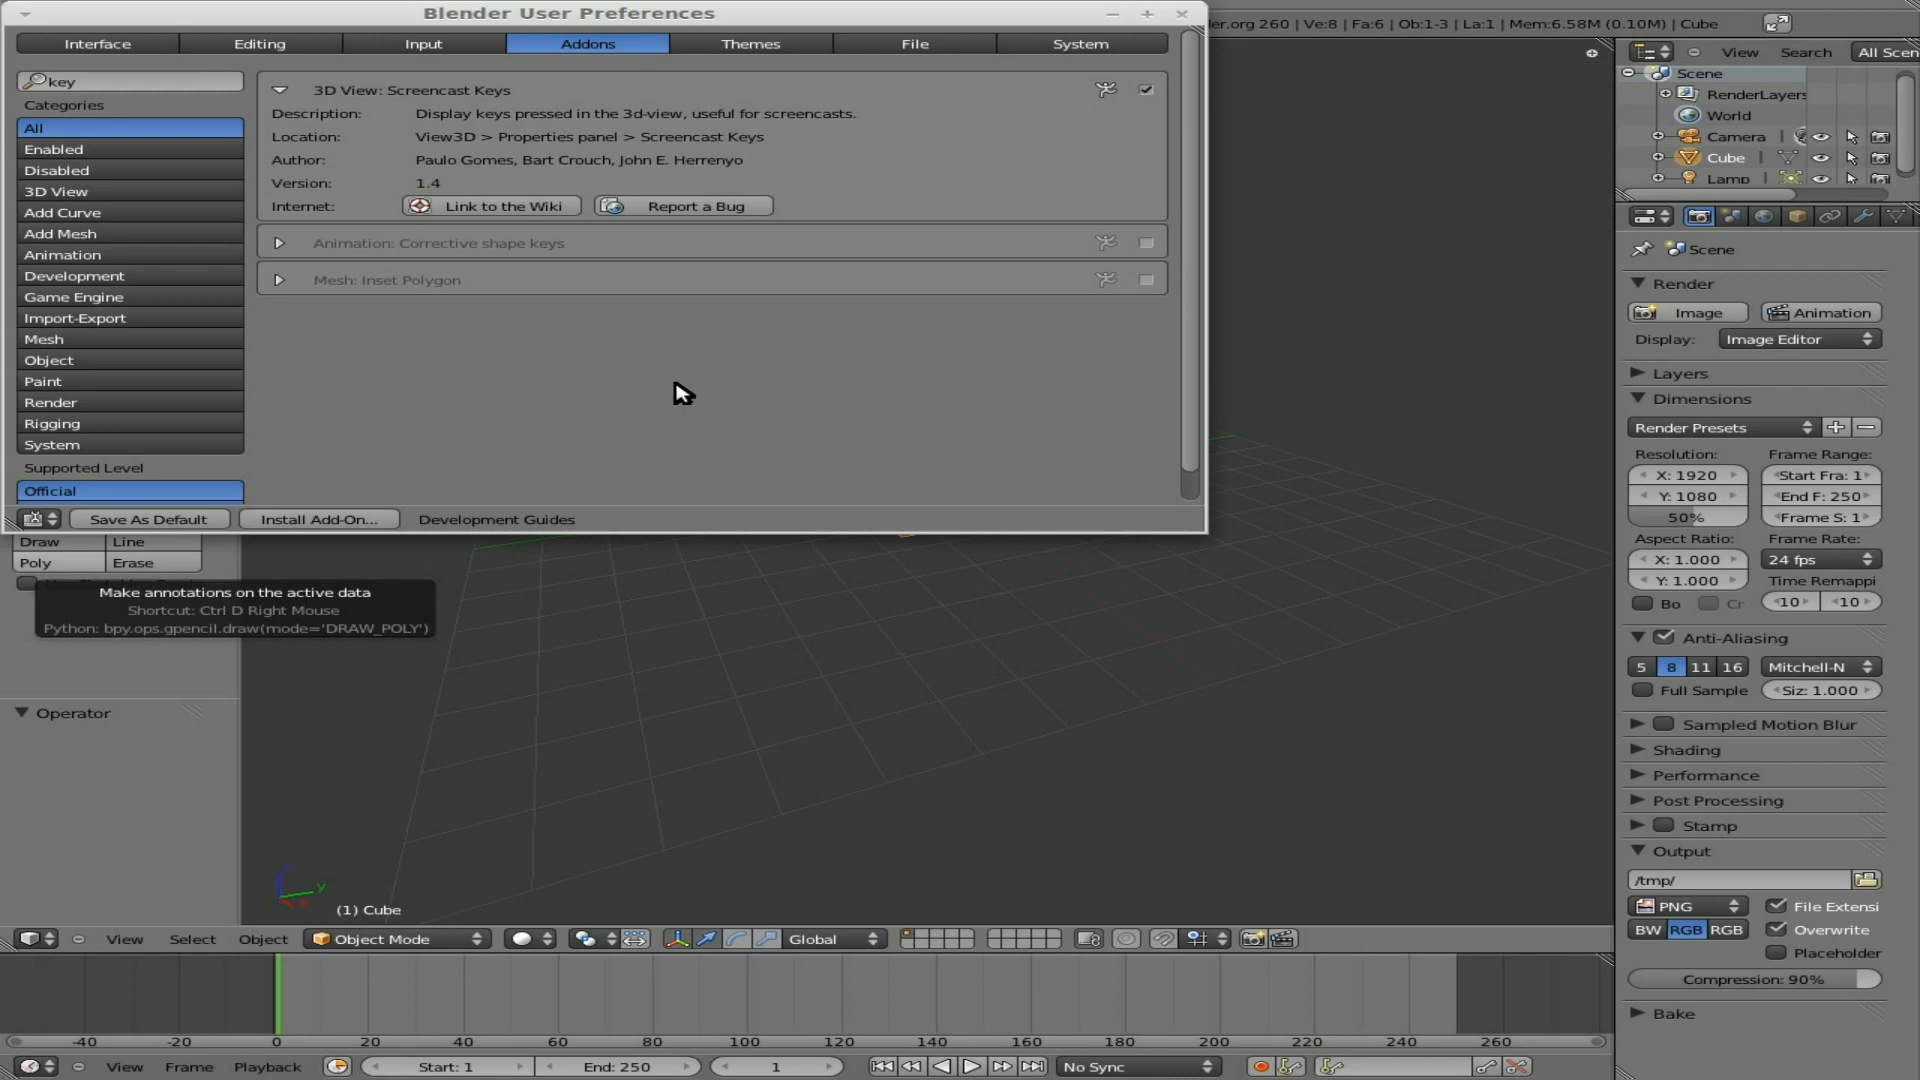 Blender User Preferences
er.org 260 | Ve:8 | Fa:6 | Ob:1-3 | La:1 | Mem:6.58M (0.10M) | Cube
Interface
Editing
Input
Addons
Themes
File
System
View
Search
All Scen
key
Categories
All
Enabled
Disabled
3D View
Add Curve
Add Mesh
Animation
Development
Game Engine
Import-Export
Mesh
Object
Paint
Render
Rigging
System
Supported Level
Official
3D View: Screencast Keys
Description: Display keys pressed in the 3d-view, useful for screencasts.
Location: View3D > Properties panel > Screencast Keys
Author: Paulo Gomes, Bart Crouch, John E. Herrenyo
Version: 1.4
Internet: Link to the Wiki Report a Bug
Animation: Corrective shape keys
Mesh: Inset Polygon
Save As Default
Install Add-On...
Development Guides
Draw Line
Poly Erase
Make annotations on the active data
Shortcut: Ctrl D Right Mouse
Python: bpy.ops.gpencil.draw(mode='DRAW_POLY')
Operator
y
(1) Cube
View Select Object Object Mode Global
-40 -20 0 20 40 60 80 100 120 140 160 180 200 220 240 260
View Frame Playback Start: 1 End: 250 1 No Sync
Scene
RenderLayers
World
Camera
Cube
Lamp
Scene
Render
Image Animation
Display: Image Editor
Layers
Dimensions
Render Presets
Resolution: Frame Range:
X: 1920 Start Fra: 1
Y: 1080 End F: 250
50% Frame S: 1
Aspect Ratio: Frame Rate:
X: 1.000 24 fps
Y: 1.000 Time Remappi
Bo Cr 10 10
Anti-Aliasing
5 8 11 16 Mitchell-N
Full Sample Siz: 1.000
Sampled Motion Blur
Shading
Performance
Post Processing
Stamp
Output
/tmp/
PNG File Extensi
BW RGB RGB Overwrite
Placeholder
Compression: 90%
Bake